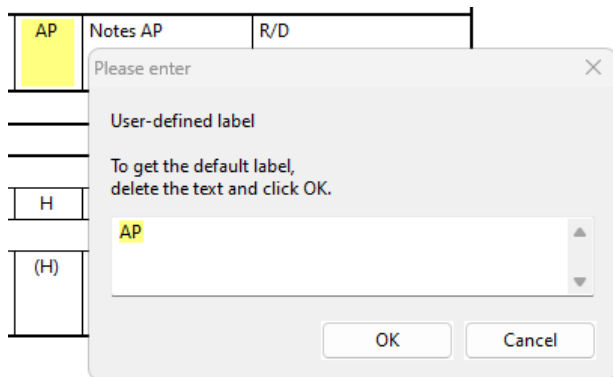 AP Notes AP R/D
Please enter
User-defined label
To get the default label,
delete the text and click OK.
H
AP
(H)
OK Cancel